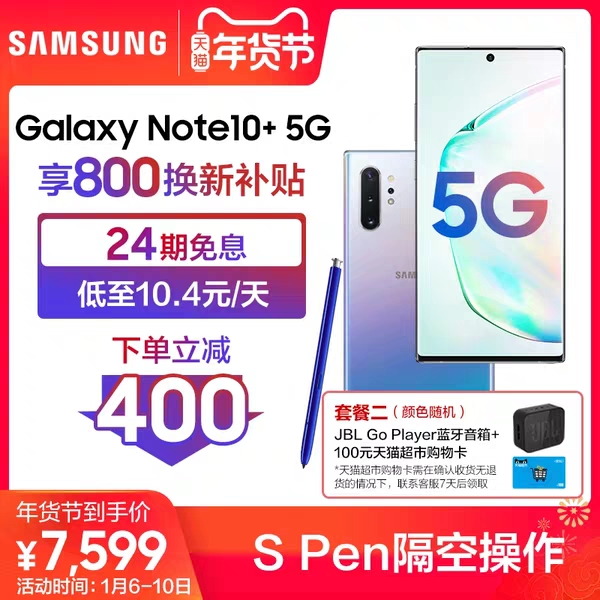 SAMSUNG
天猫
年货节
Galaxy Note10+ 5G
享800换新补贴
24期免息
低至10.4元/天
下单立减
400
5G
SAM
套餐二（颜色随机）
JBL Go Player蓝牙音箱+
100元天猫超市购物卡
*天猫超市购物卡需在确认收货无退
货的情况下，联系客服7天后领取
JBL
年货节到手价
¥7,599
活动时间：1月6-10日
S Pen隔空操作